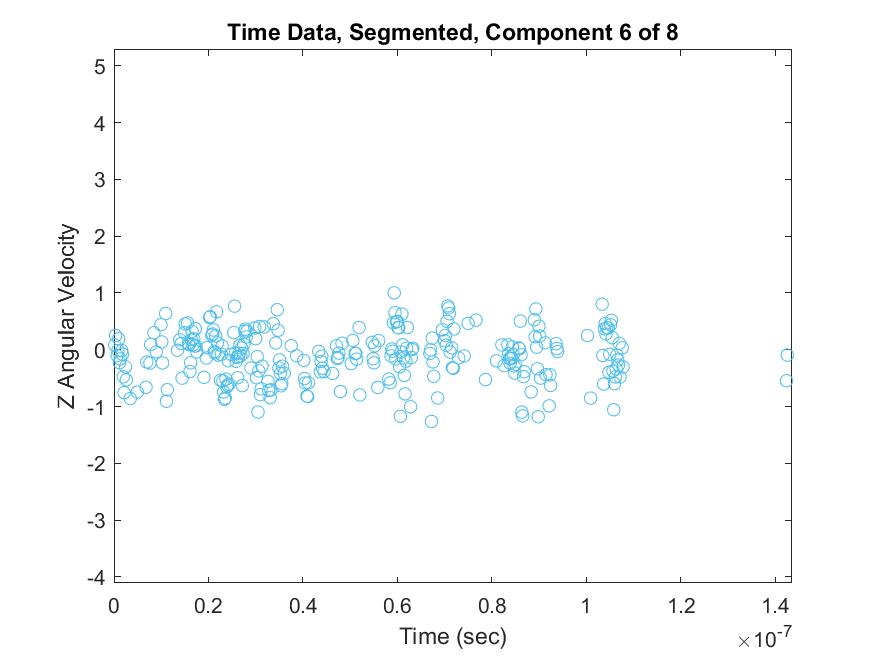 Time Data, Segmented, Component 6 of 8
Z Angular Velocity
5
4
3
2
1
0
-1
-2
-3
-4
0 0.2 0.4 0.6 0.8 1 1.2 1.4
Time (sec)
×10-7